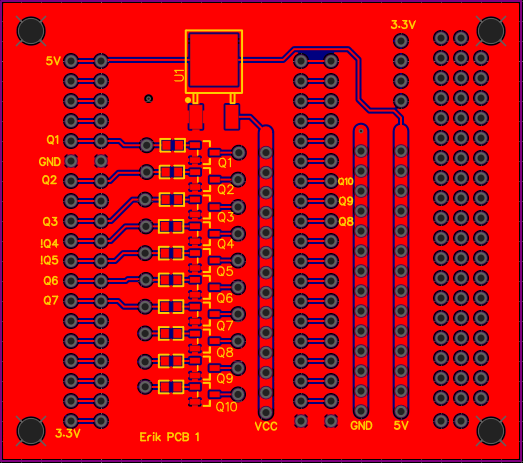 3.3V
5V
U1
Q1
GND
Q2
Q3
!Q4
!Q5
Q6
Q7
3.3V
Q1
Q2
Q3
Q4
Q5
Q6
Q7
Q8
Q9
Q10
Q10
Q9
Q8
VCC
GND
5V
Erik PCB 1